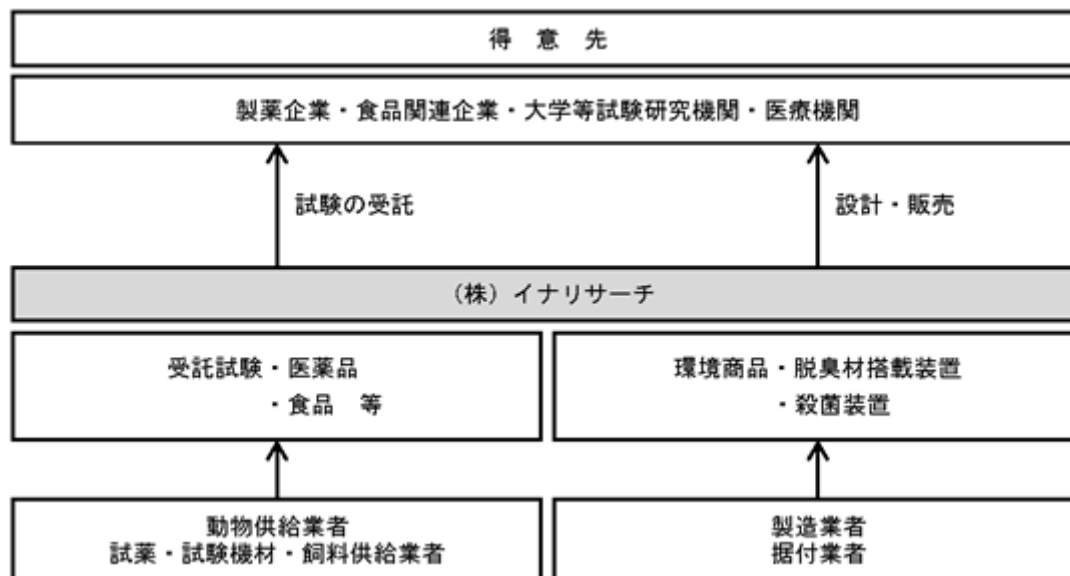 得 意 先
製薬企業・食品関連企業・大学等試験研究機関・医療機関
試験の受託
設計・販売
（株）イナリサーチ
受託試験・医薬品
・食品 等
環境商品・脱臭材搭載装置
・殺菌装置
動物供給業者
試薬・試験機材・飼料供給業者
製造業者
据付業者